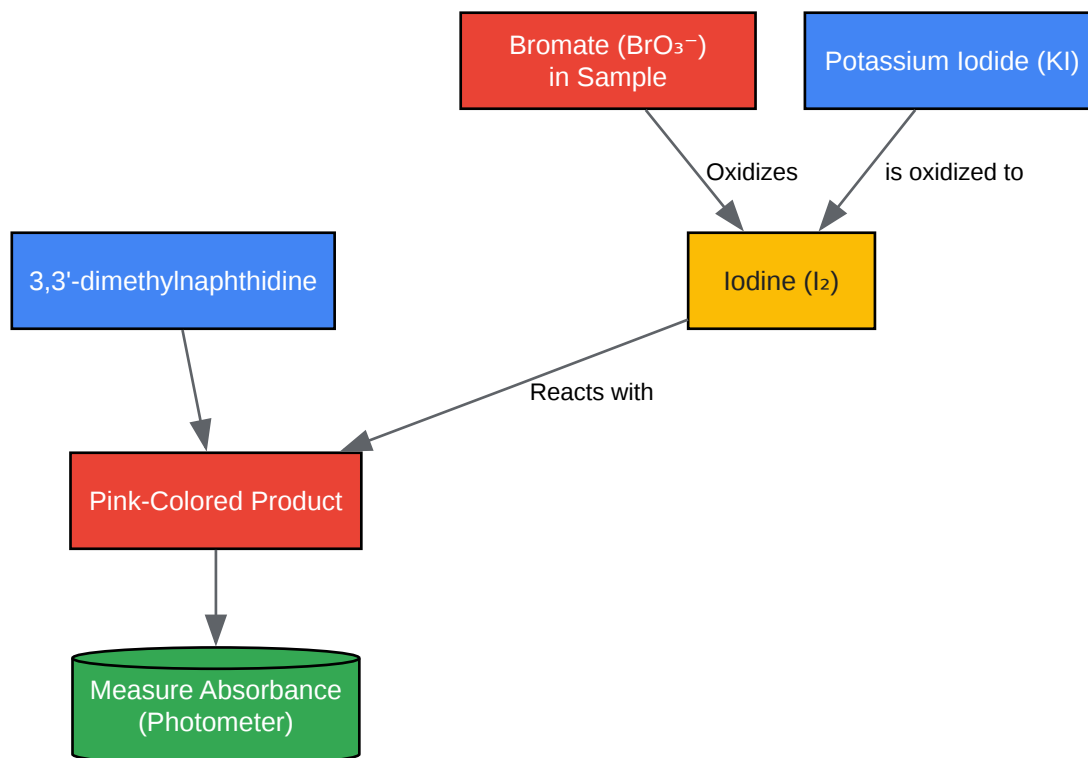 Bromate (BrO₃⁻)
in Sample
Potassium Iodide (KI)
Oxidizes
is oxidized to
3,3'-dimethylnaphthidine
Iodine (I₂)
Reacts with
Pink-Colored Product
Measure Absorbance
(Photometer)